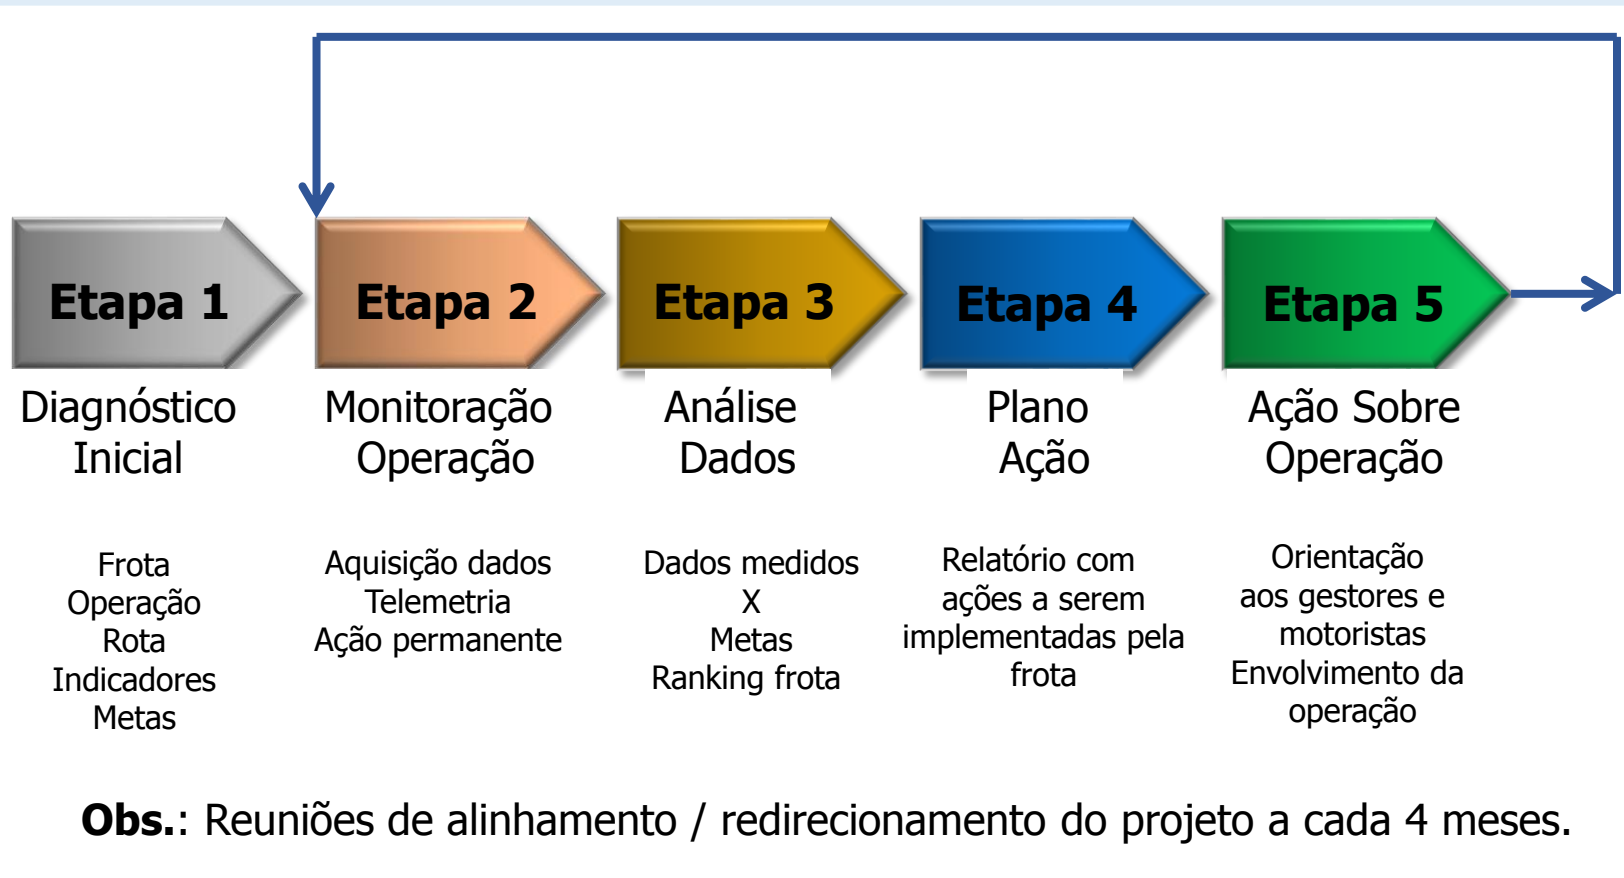 Etapa 1
Etapa 2
Etapa 3
Etapa 4
Etapa 5
Diagnóstico
Inicial
Monitoração
Operação
Análise
Dados
Plano
Ação
Ação Sobre
Operação
Frota
Operação
Rota
Indicadores
Metas
Aquisição dados
Telemetria
Ação permanente
Dados medidos
X
Metas
Ranking frota
Relatório com
ações a serem
implementadas pela
frota
Orientação
aos gestores e
motoristas
Envolvimento da
operação
Obs.: Reuniões de alinhamento / redirecionamento do projeto a cada 4 meses.